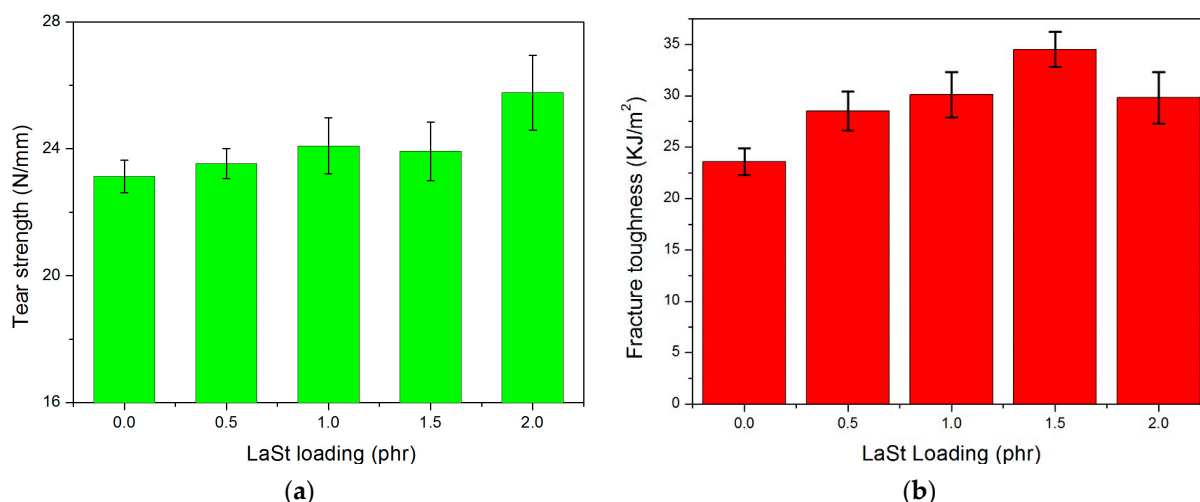 28
24
20
16
Tear strength (N/mm)
0.0 0.5 1.0 1.5 2.0
LaSt loading (phr)
(a)
35
30
25
20
15
10
5
0
Fracture toughness (KJ/m²)
0.0 0.5 1.0 1.5 2.0
LaSt Loading (phr)
(b)